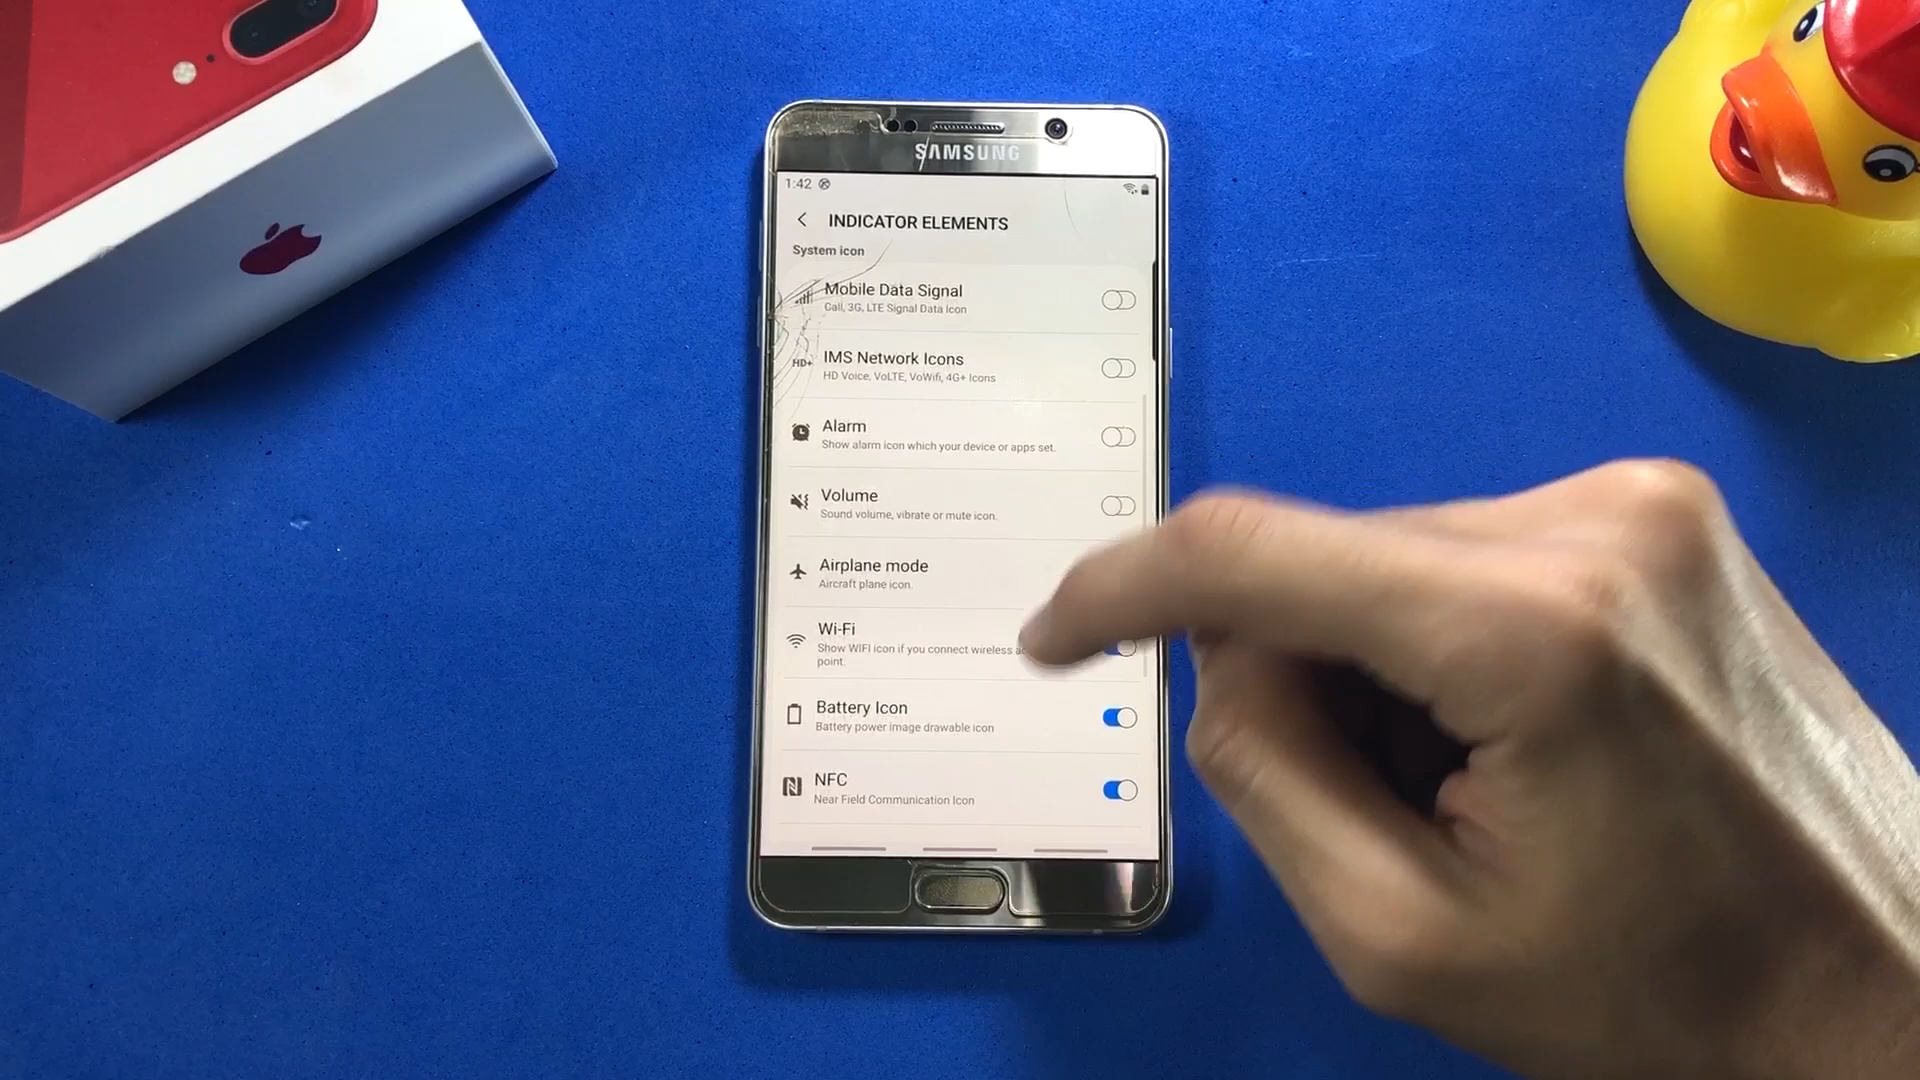 SAMSUNG
1:42
INDICATOR ELEMENTS
System icon
Mobile Data Signal
Call, 3G, LTE Signal Data Icon
HD+
IMS Network Icons
HD Voice, VoLTE, VoWifi, 4G+ Icons
Alarm
Show alarm icon which your device or apps set.
Volume
Sound volume, vibrate or mute icon.
Airplane mode
Aircraft plane icon.
Wi-Fi
Show WIFI icon if you connect wireless
point.
Battery Icon
Battery power image drawable icon
NFC
Near Field Communication Icon